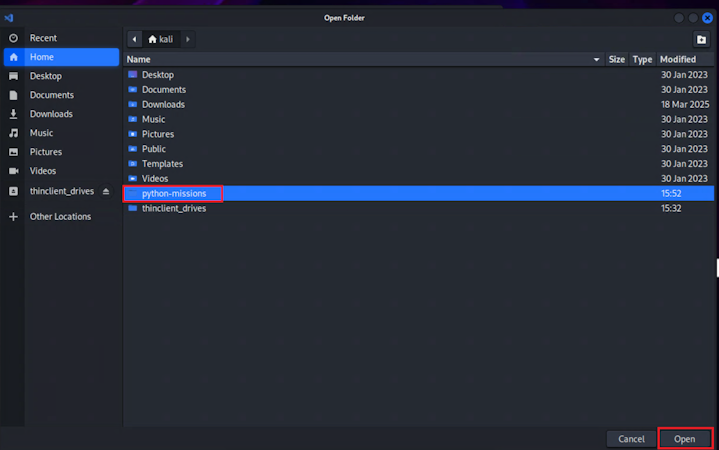 Open Folder
Recent
Home
Desktop
Documents
Downloads
Music
Pictures
Videos
thinclient_drives
Other Locations
kali
Name Size Type Modified
Desktop 30 Jan 2023
Documents 30 Jan 2023
Downloads 18 Mar 2025
Music 30 Jan 2023
Pictures 30 Jan 2023
Public 30 Jan 2023
Templates 30 Jan 2023
Videos 30 Jan 2023
python-missions 15:52
thinclient_drives 15:32
Cancel Open